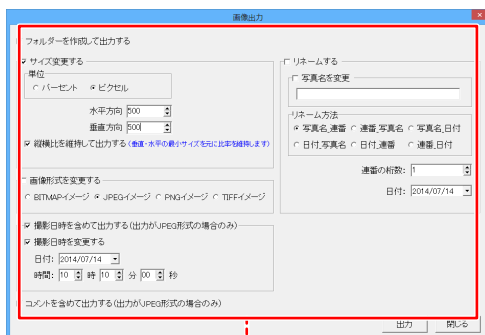 画像出力
フォルダーを作成して出力する
サイズ変更する
単位
パーセント ピクセル
水平方向 500
垂直方向 500
縦横比を維持して出力する (垂直・水平の最小サイズを元に比率を維持します)
画像形式を変更する
BITMAPイメージ JPEGイメージ PNGイメージ TIFFイメージ
撮影日時を含めて出力する(出力がJPEG形式の場合のみ)
撮影日時を変更する
日付: 2014/07/14
時間: 10 時 10 分 00 秒
コメントを含めて出力する(出力がJPEG形式の場合のみ)
リネームする
写真名を変更
リネーム方法
写真名,連番 連番,写真名 写真名,日付
日付,写真名 日付,連番 連番,日付
連番の桁数: 1
日付: 2014/07/14
出力 閉じる